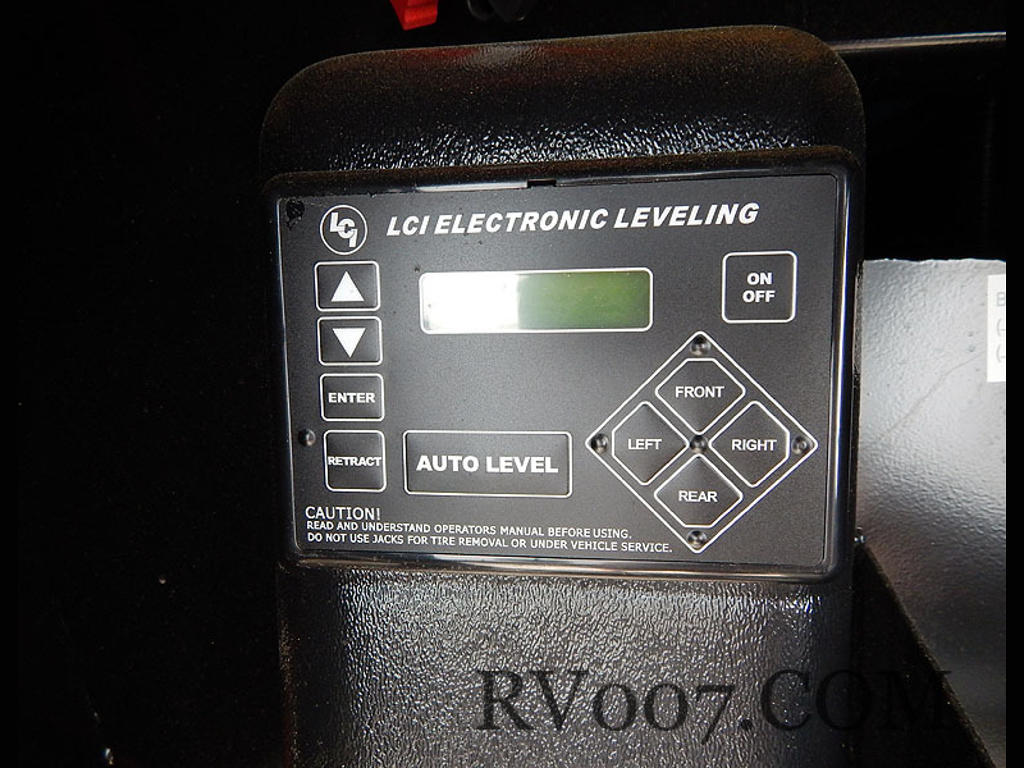 LCI
LCI ELECTRONIC LEVELING
ON
OFF
ENTER
RETRACT
AUTO LEVEL
FRONT
LEFT
RIGHT
REAR
CAUTION!
READ AND UNDERSTAND OPERATORS MANUAL BEFORE USING.
DO NOT USE JACKS FOR TIRE REMOVAL OR UNDER VEHICLE SERVICE.
RV007.COM